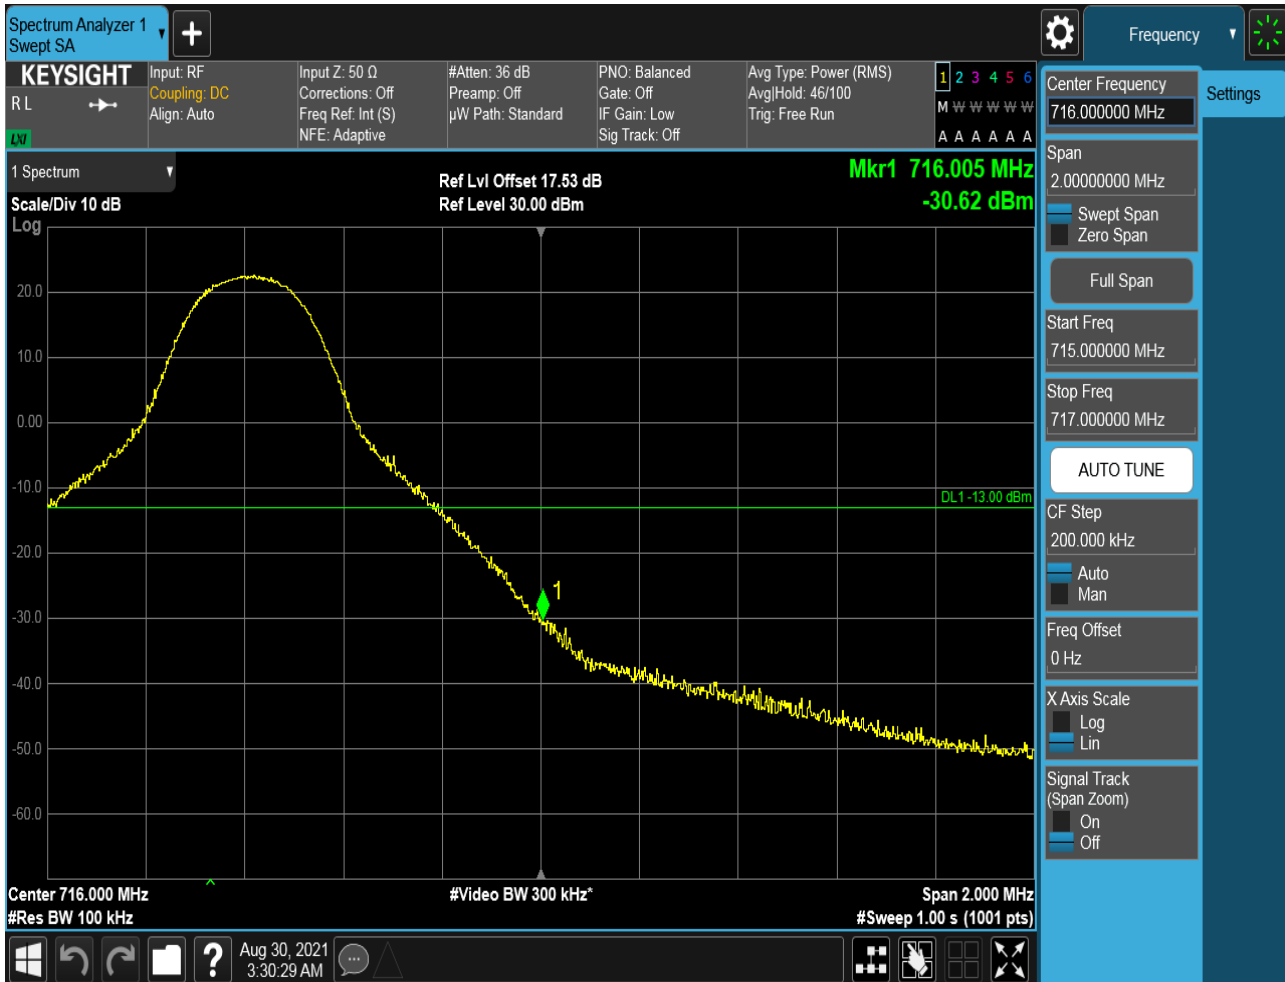 Spectrum Analyzer 1
Swept SA
Frequency
KEYSIGHT
R L
LXI
Input: RF
Coupling: DC
Align: Auto
Input Z: 50 Ω
Corrections: Off
Freq Ref: Int (S)
NFE: Adaptive
#Atten: 36 dB
Preamp: Off
µW Path: Standard
PNO: Balanced
Gate: Off
IF Gain: Low
Sig Track: Off
Avg Type: Power (RMS)
Avg|Hold: 46/100
Trig: Free Run
1 2 3 4 5 6
M W W W W W
A A A A A A
1 Spectrum
Scale/Div 10 dB
Log
Ref Lvl Offset 17.53 dB
Ref Level 30.00 dBm
Mkr1 716.005 MHz
-30.62 dBm
20.0
10.0
0.00
-10.0
-20.0
-30.0
-40.0
-50.0
-60.0
DL1 -13.00 dBm
1
Center 716.000 MHz
#Res BW 100 kHz
#Video BW 300 kHz*
Span 2.000 MHz
#Sweep 1.00 s (1001 pts)
Aug 30, 2021
3:30:29 AM
Center Frequency
716.000000 MHz
Settings
Span
2.00000000 MHz
Swept Span
Zero Span
Full Span
Start Freq
715.000000 MHz
Stop Freq
717.000000 MHz
AUTO TUNE
CF Step
200.000 kHz
Auto
Man
Freq Offset
0 Hz
X Axis Scale
Log
Lin
Signal Track
(Span Zoom)
On
Off